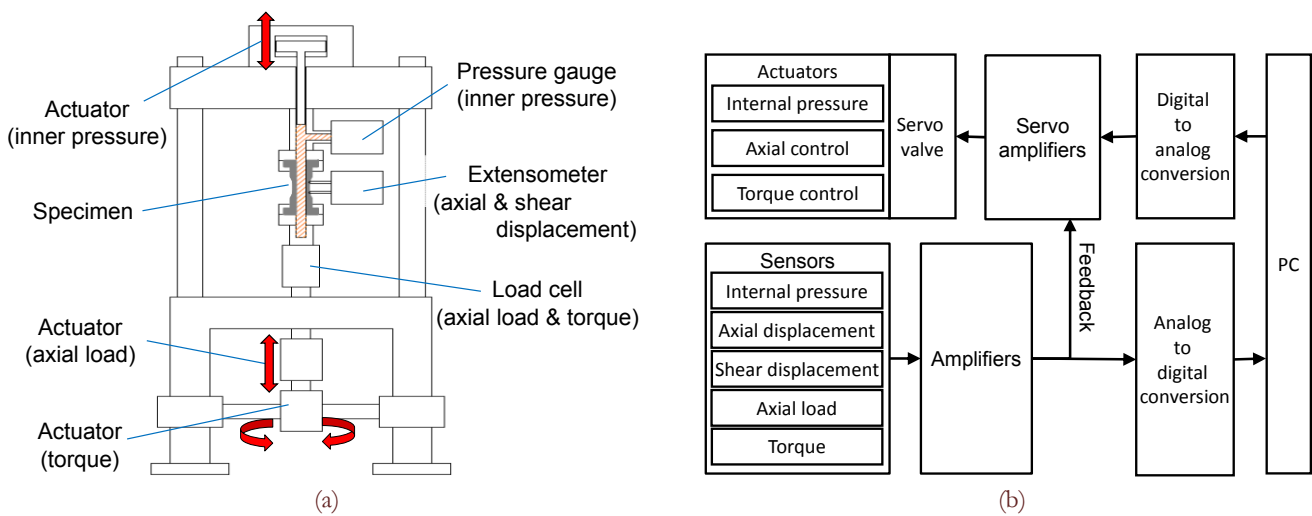 Actuator
(inner pressure)
Specimen
Actuator
(axial load)
Actuator
(torque)
Pressure gauge
(inner pressure)
Extensometer
(axial & shear
displacement)
Load cell
(axial load & torque)
(a)
Actuators
Internal pressure
Axial control
Torque control
Servo
valve
Servo
amplifiers
Digital
to
analog
conversion
PC
Sensors
Internal pressure
Axial displacement
Shear displacement
Axial load
Torque
Amplifiers
Feedback
Analog
to
digital
conversion
(b)